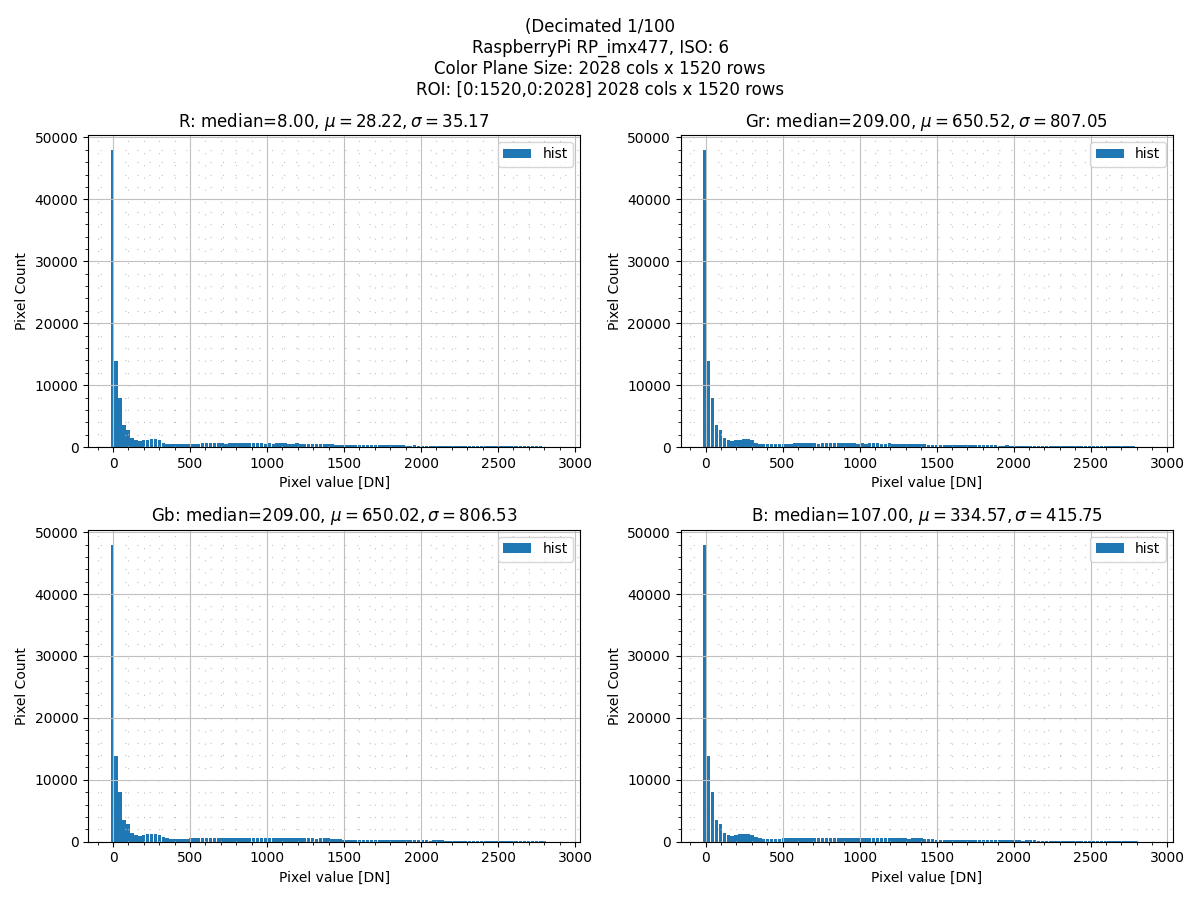 (Decimated 1/100
RaspberryPi RP_imx477, ISO: 6
Color Plane Size: 2028 cols x 1520 rows
ROI: [0:1520,0:2028] 2028 cols x 1520 rows
R: median=8.00, μ = 28.22, σ = 35.17
50000
40000
30000
20000
10000
0
Pixel Count
hist
0 500 1000 1500 2000 2500 3000
Pixel value [DN]
Gr: median=209.00, μ = 650.52, σ = 807.05
50000
40000
30000
20000
10000
0
Pixel Count
hist
0 500 1000 1500 2000 2500 3000
Pixel value [DN]
Gb: median=209.00, μ = 650.02, σ = 806.53
50000
40000
30000
20000
10000
0
Pixel Count
hist
0 500 1000 1500 2000 2500 3000
Pixel value [DN]
B: median=107.00, μ = 334.57, σ = 415.75
50000
40000
30000
20000
10000
0
Pixel Count
hist
0 500 1000 1500 2000 2500 3000
Pixel value [DN]